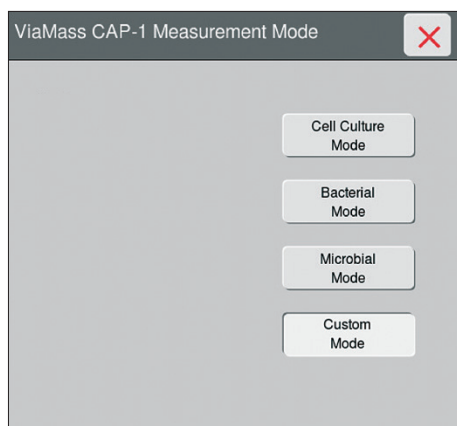 ViaMass CAP-1 Measurement Mode
Cell Culture
Mode
Bacterial
Mode
Microbial
Mode
Custom
Mode